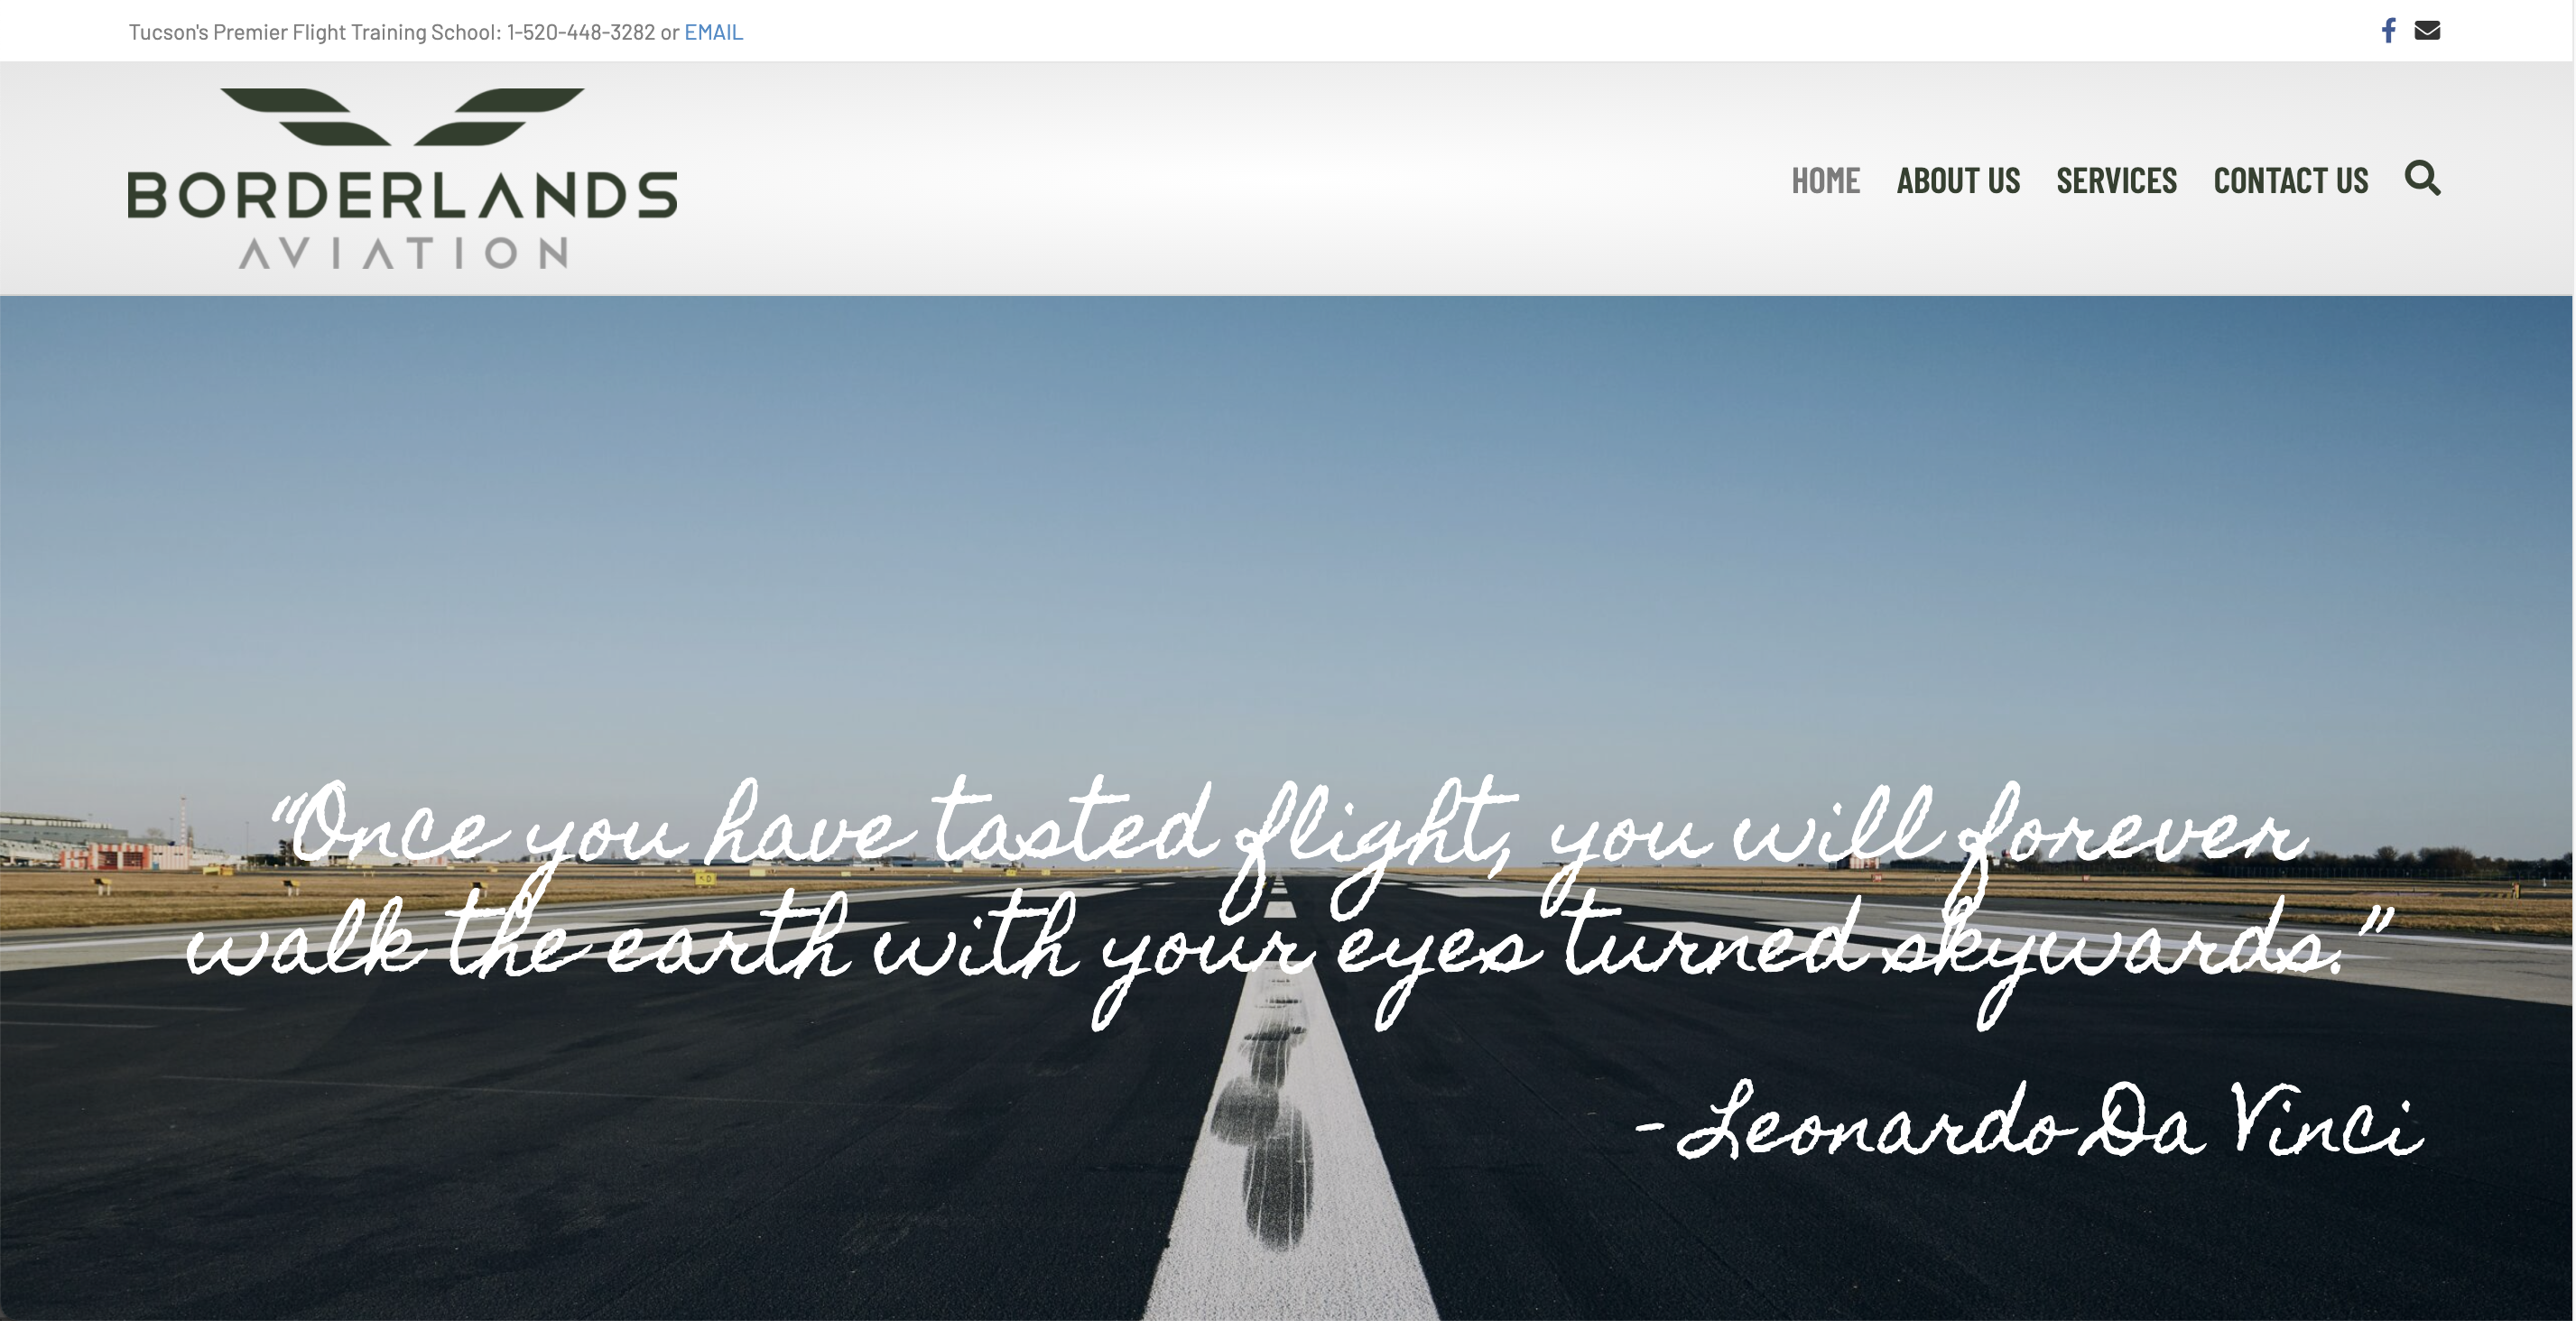 Tucson's Premier Flight Training School: 1-520-448-3282 or EMAIL
BORDERLANDS
AVIATION
HOME ABOUT US SERVICES CONTACT US
“Once you have tasted flight, you will forever
walk the earth with your eyes turned skywards.”
- Leonardo Da Vinci